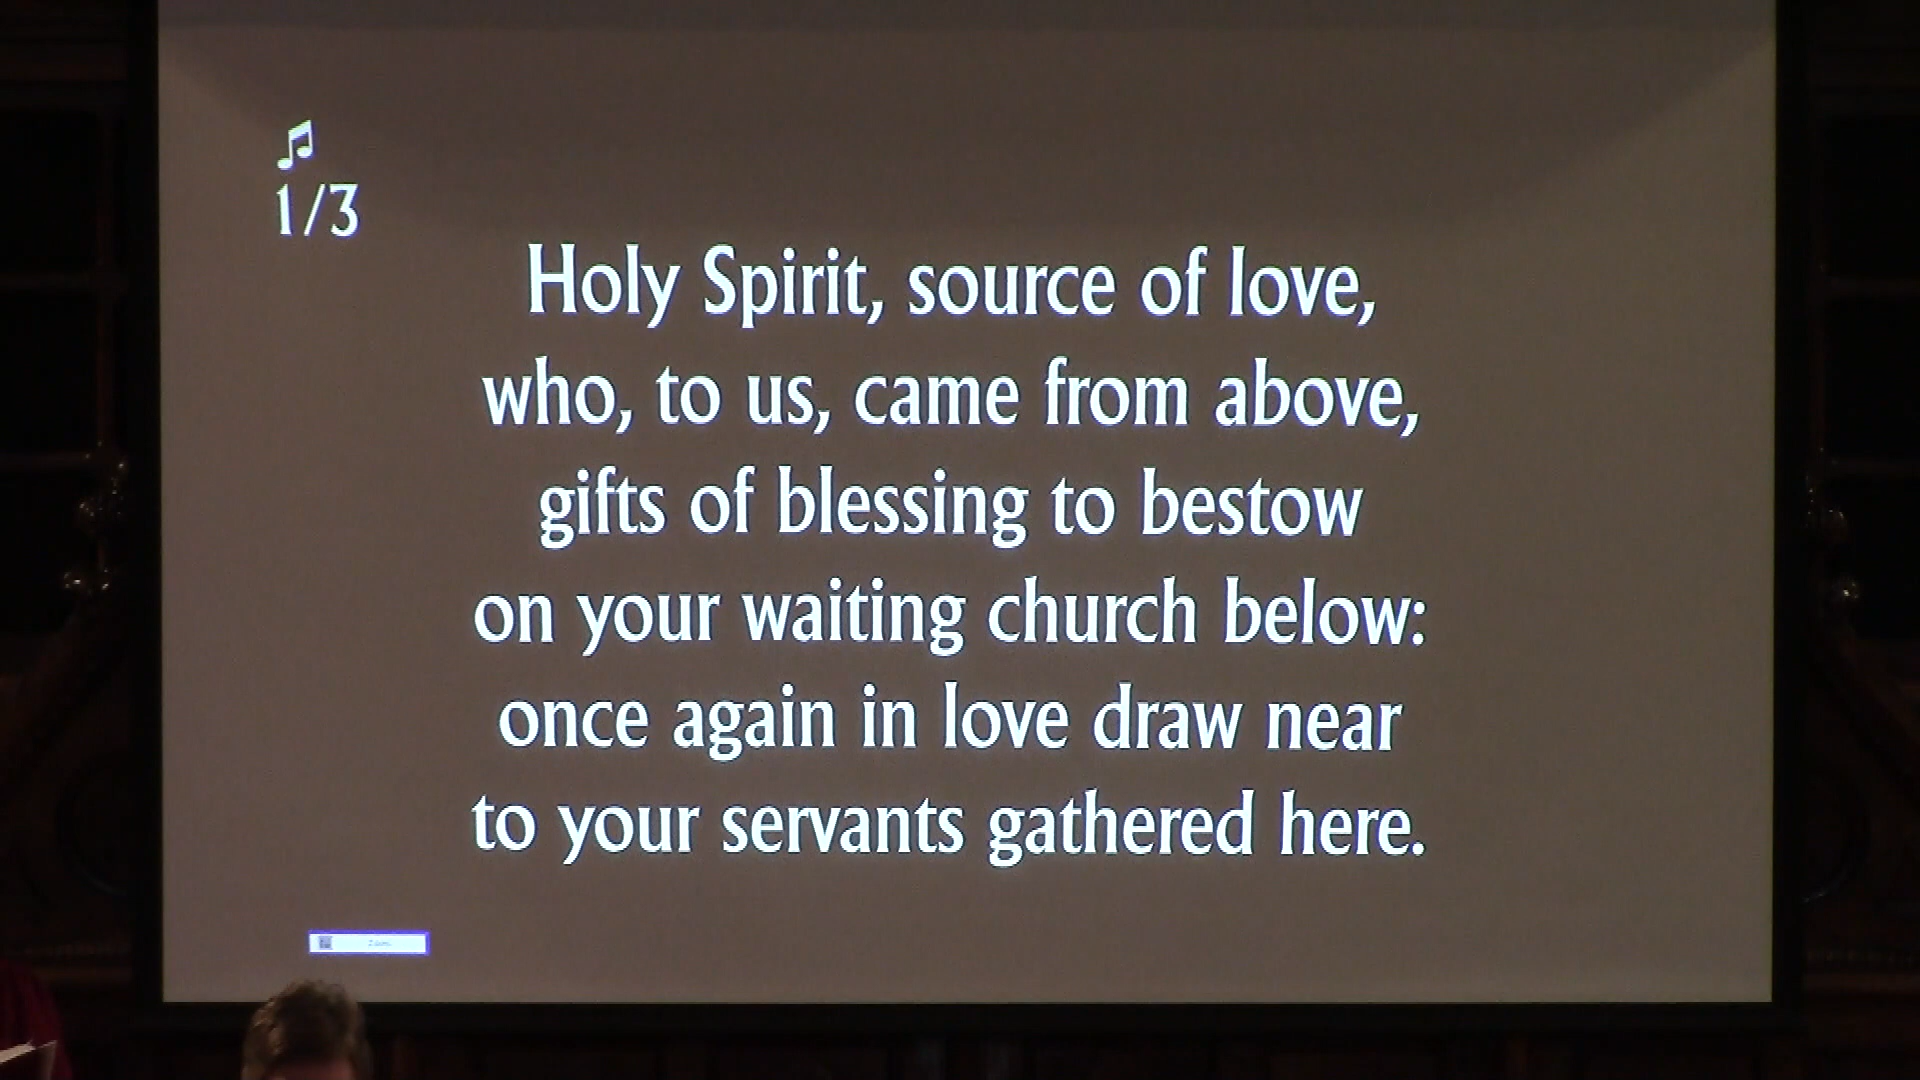 1/3
Holy Spirit, source of love,
who, to us, came from above,
gifts of blessing to bestow
on your waiting church below:
once again in love draw near
to your servants gathered here.